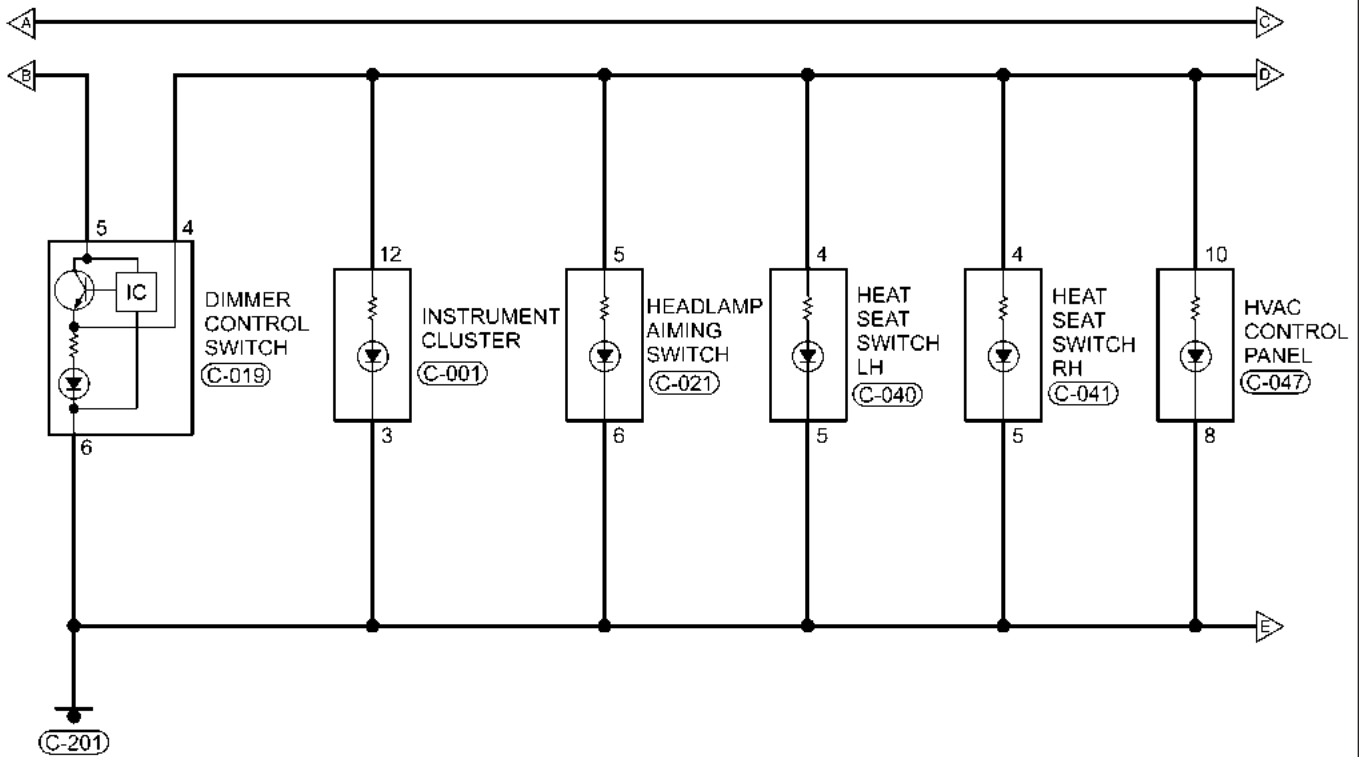 A
C
B
D
5
4
IC
DIMMER
CONTROL
SWITCH
C-019
6
12
INSTRUMENT
CLUSTER
C-001
3
5
HEADLAMP
AIMING
SWITCH
C-021
6
4
HEAT
SEAT
SWITCH
LH
C-040
5
4
HEAT
SEAT
SWITCH
RH
C-041
5
10
HVAC
CONTROL
PANEL
C-047
8
E
C-201